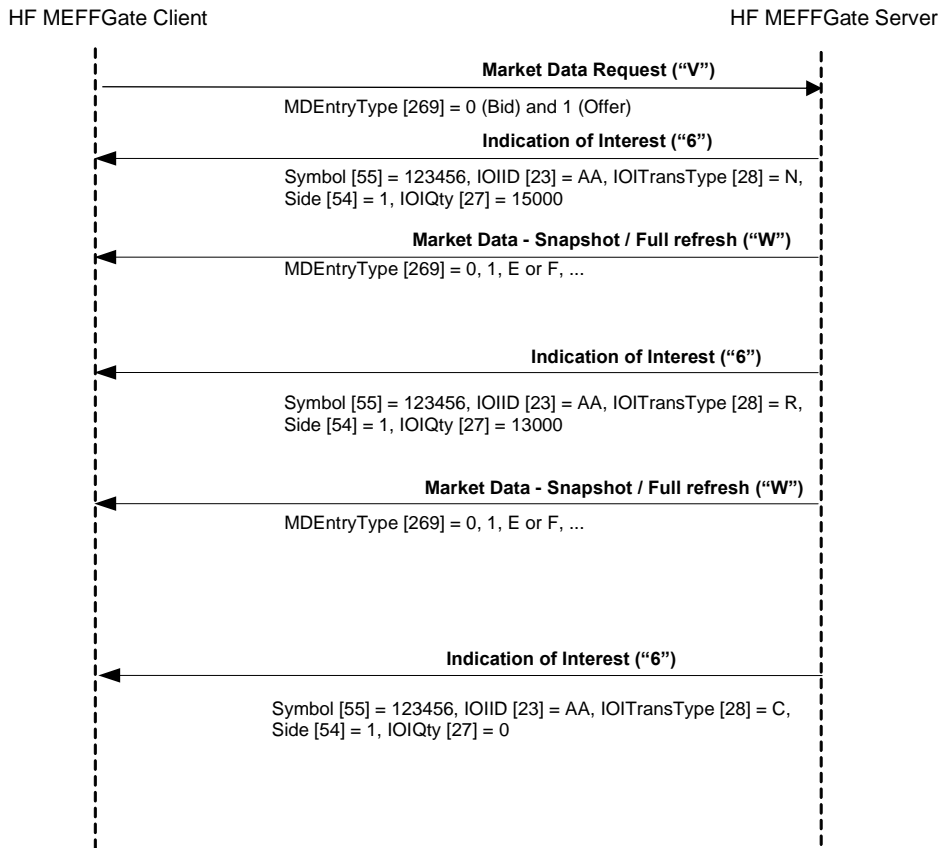 HF MEFFGate Client
HF MEFFGate Server
Market Data Request (“V”)
MDEntryType [269] = 0 (Bid) and 1 (Offer)
Indication of Interest (“6”)
Symbol [55] = 123456, IOIID [23] = AA, IOITransType [28] = N,
Side [54] = 1, IOIQty [27] = 15000
Market Data - Snapshot / Full refresh (“W”)
MDEntryType [269] = 0, 1, E or F, ...
Indication of Interest (“6”)
Symbol [55] = 123456, IOIID [23] = AA, IOITransType [28] = R,
Side [54] = 1, IOIQty [27] = 13000
Market Data - Snapshot / Full refresh (“W”)
MDEntryType [269] = 0, 1, E or F, ...
Indication of Interest (“6”)
Symbol [55] = 123456, IOIID [23] = AA, IOITransType [28] = C,
Side [54] = 1, IOIQty [27] = 0